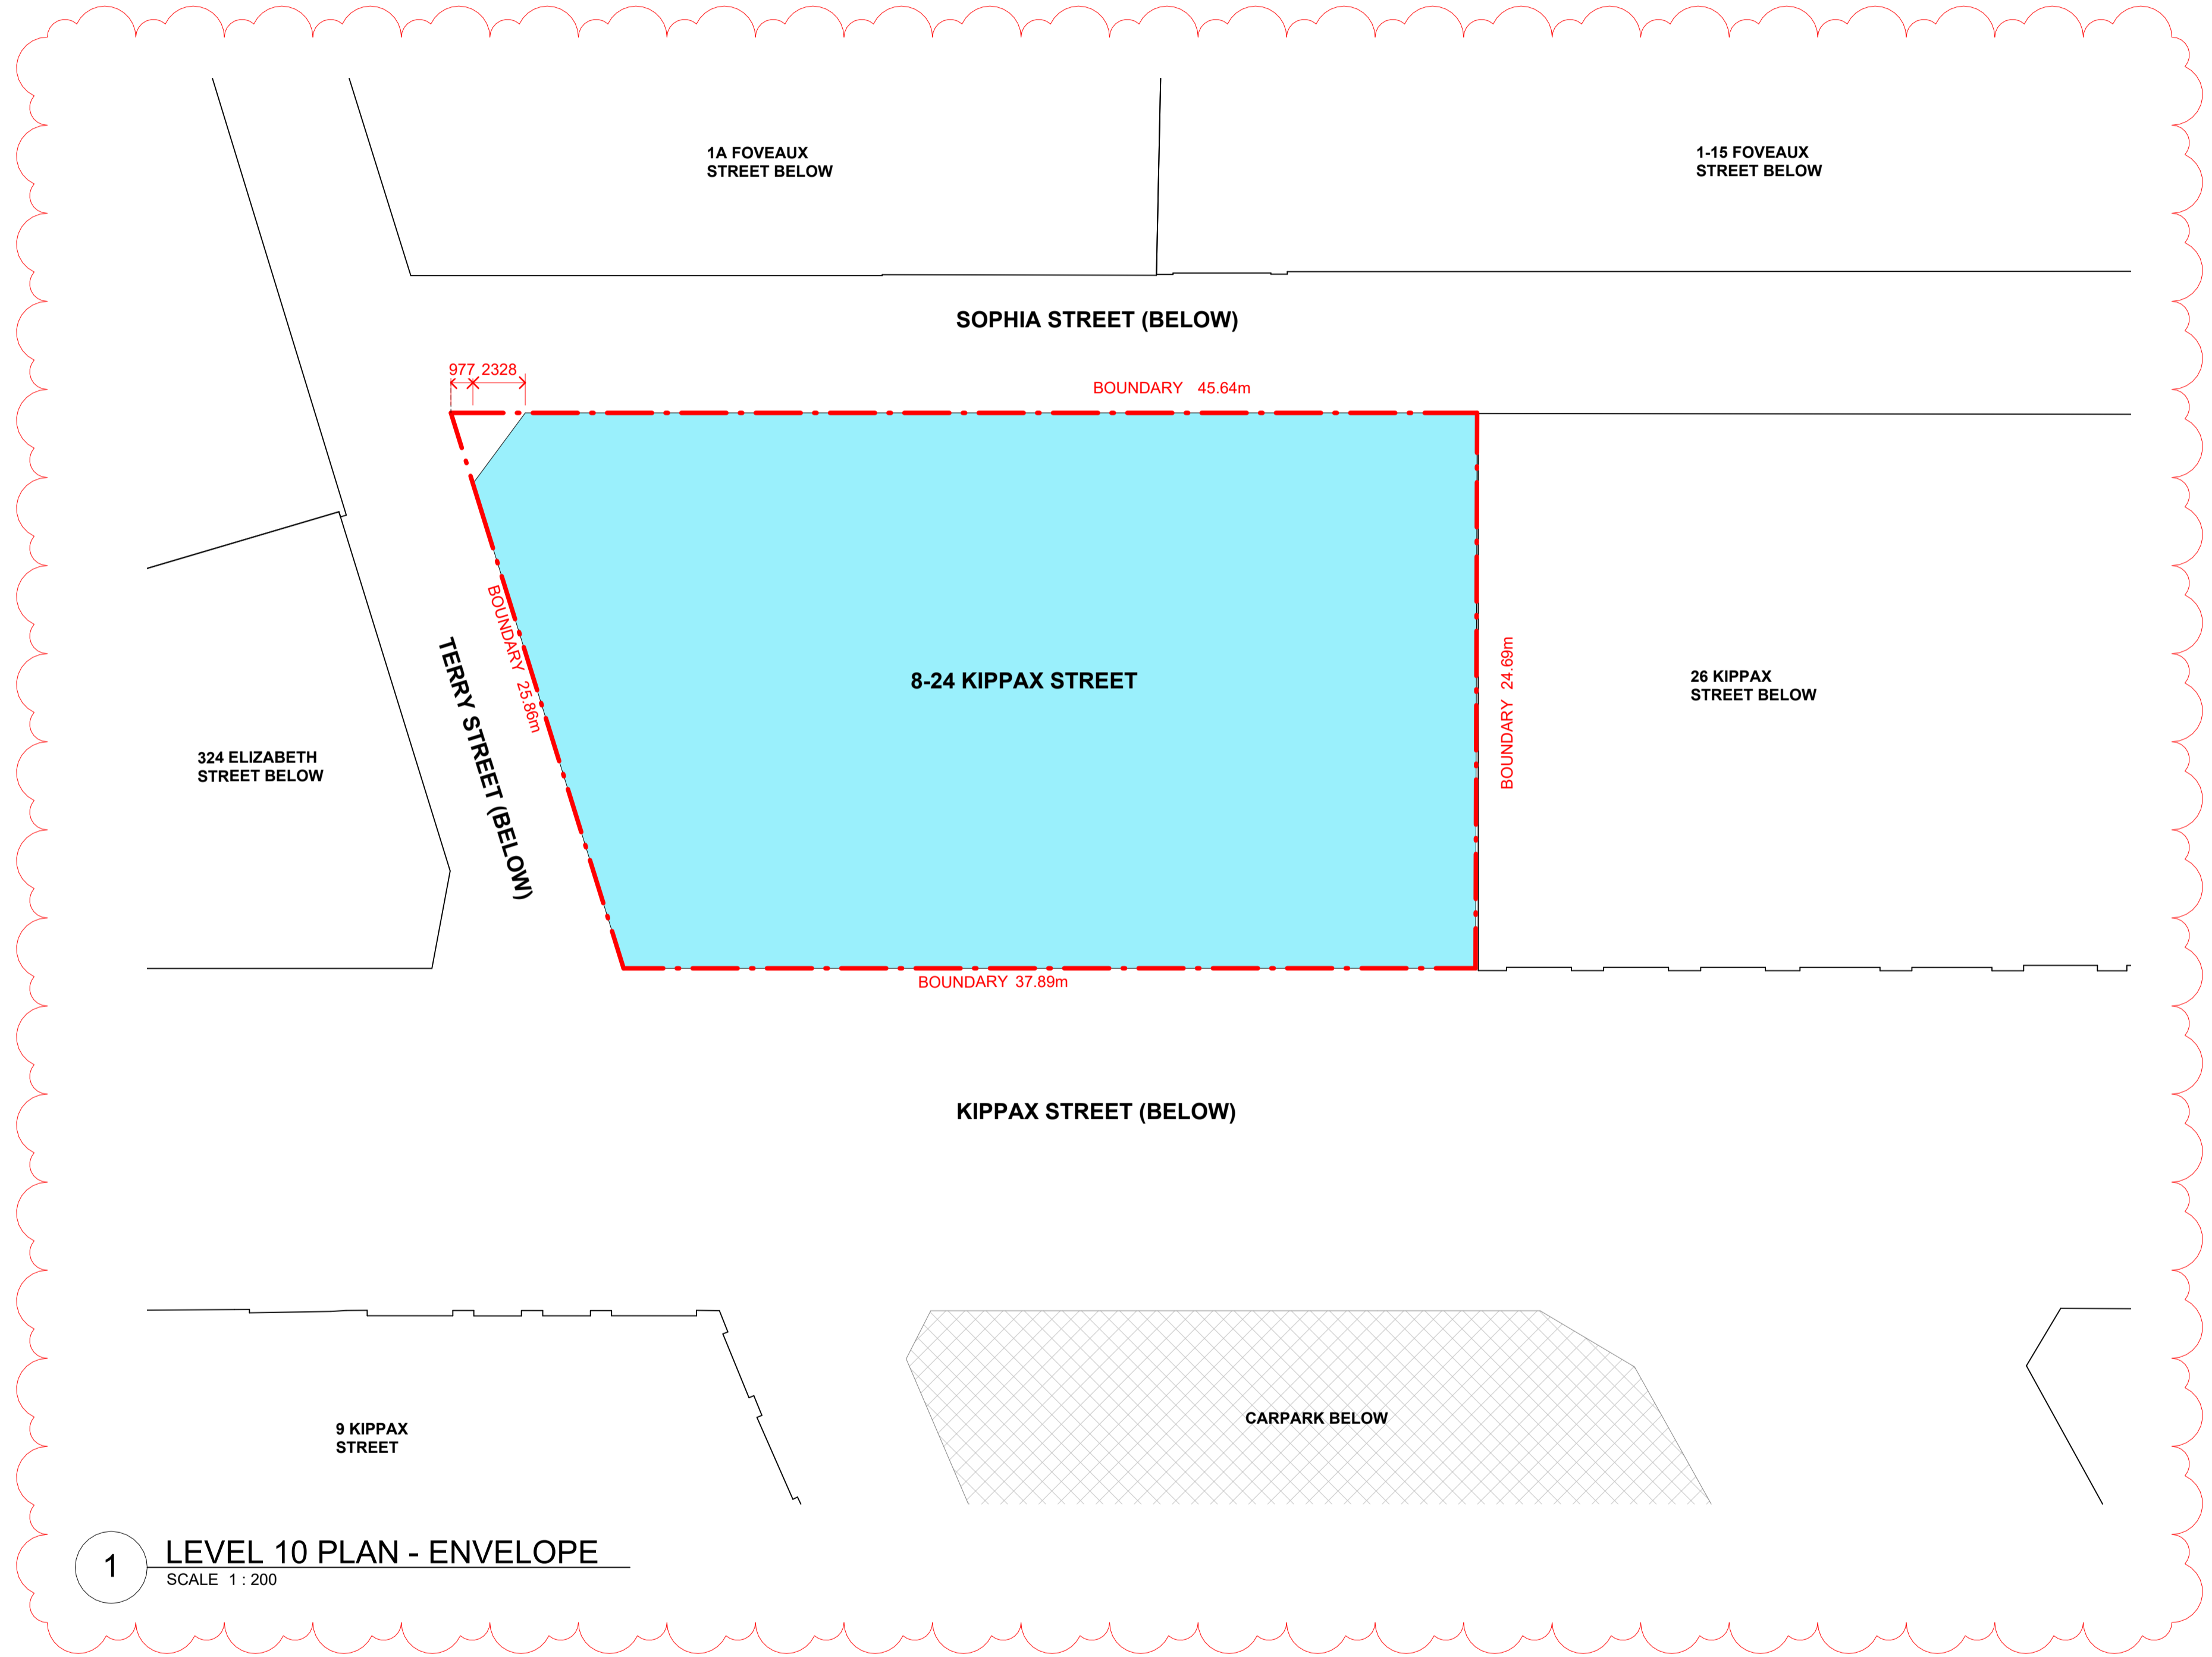 1A FOVEAUX
STREET BELOW
1-15 FOVEAUX
STREET BELOW
SOPHIA STREET (BELOW)
977 2328
BOUNDARY 45.64m
BOUNDARY 25.86m
TERRY STREET (BELOW)
8-24 KIPPAX STREET
BOUNDARY 24.69m
26 KIPPAX
STREET BELOW
324 ELIZABETH
STREET BELOW
BOUNDARY 37.89m
KIPPAX STREET (BELOW)
9 KIPPAX
STREET
CARPARK BELOW
1 LEVEL 10 PLAN - ENVELOPE
SCALE 1 : 200